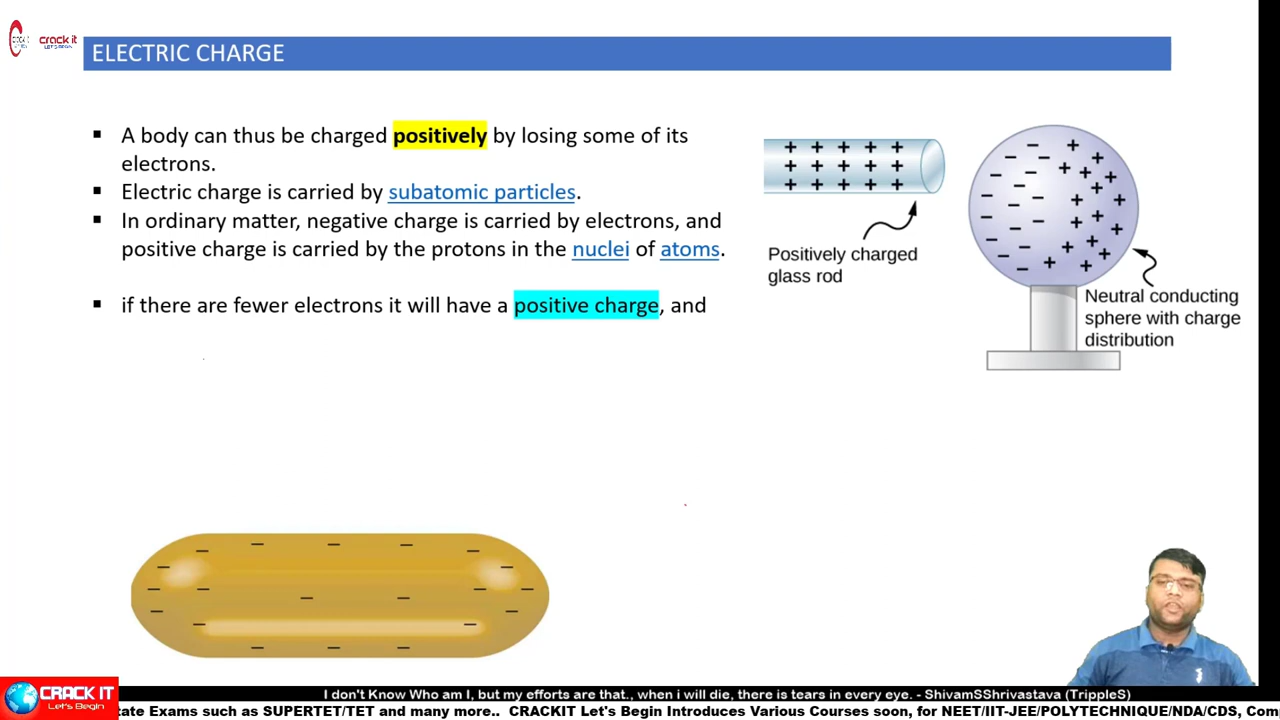 crack it
LET'S BEGIN
ELECTRIC CHARGE
▪ A body can thus be charged positively by losing some of its
electrons.
▪ Electric charge is carried by subatomic particles.
▪ In ordinary matter, negative charge is carried by electrons, and
positive charge is carried by the protons in the nuclei of atoms.
▪ if there are fewer electrons it will have a positive charge, and
Positively charged
glass rod
Neutral conducting
sphere with charge
distribution
CRACK IT
Let's Begin
I don't Know Who am I, but my efforts are that., when i will die, there is tears in every eye. - ShivamSShrivastava (TrippleS)
tate Exams such as SUPERTET/TET and many more.. CRACKIT Let's Begin Introduces Various Courses soon, for NEET/IIT-JEE/POLYTECHNIQUE/NDA/CDS, Com